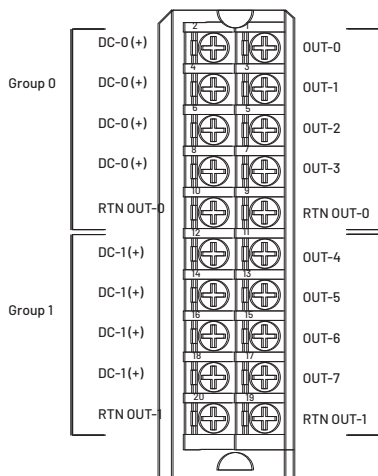 2 1
DC-0 (+) OUT-0
4 3
Group 0 DC-0 (+) OUT-1
6 5
DC-0 (+) OUT-2
8 7
DC-0 (+) OUT-3
10 9
RTN OUT-0 RTN OUT-0
12 11
DC-1 (+) OUT-4
14 13
DC-1 (+) OUT-5
Group 1
16 15
DC-1 (+) OUT-6
18 17
DC-1 (+) OUT-7
20 19
RTN OUT-1 RTN OUT-1